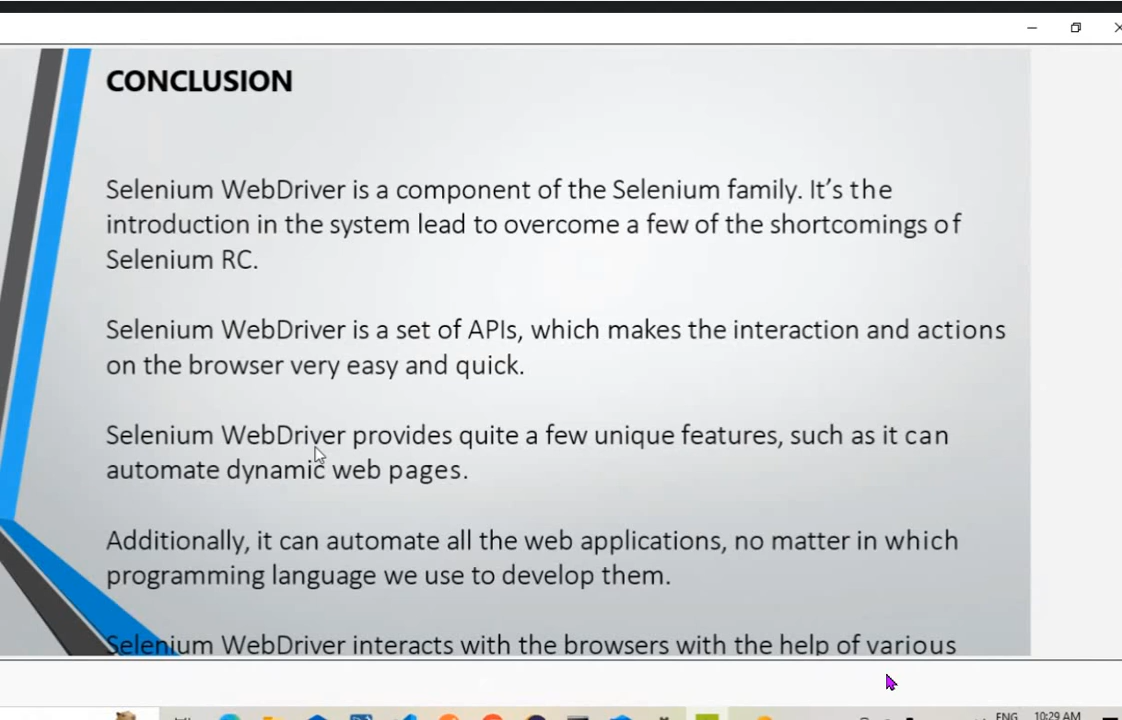 CONCLUSION
Selenium WebDriver is a component of the Selenium family. It’s the
introduction in the system lead to overcome a few of the shortcomings of
Selenium RC.
Selenium WebDriver is a set of APIs, which makes the interaction and actions
on the browser very easy and quick.
Selenium WebDriver provides quite a few unique features, such as it can
automate dynamic web pages.
Additionally, it can automate all the web applications, no matter in which
programming language we use to develop them.
Selenium WebDriver interacts with the browsers with the help of various
ENG 10:29 AM